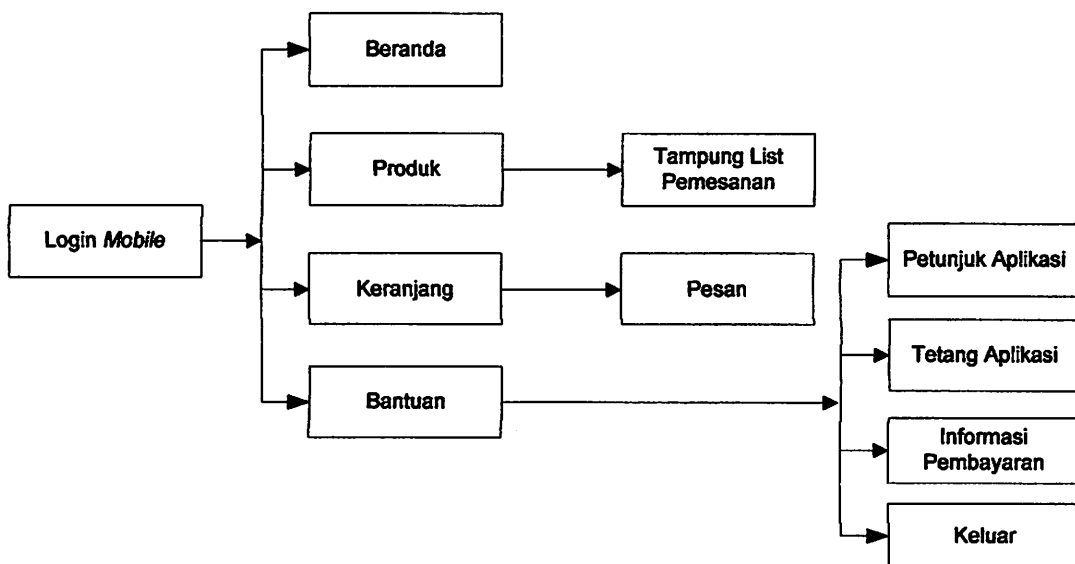 Beranda
Produk
Tampung List
Pemesanan
Login Mobile
Petunjuk Aplikasi
Keranjang
Pesan
Tetang Aplikasi
Bantuan
Informasi
Pembayaran
Keluar